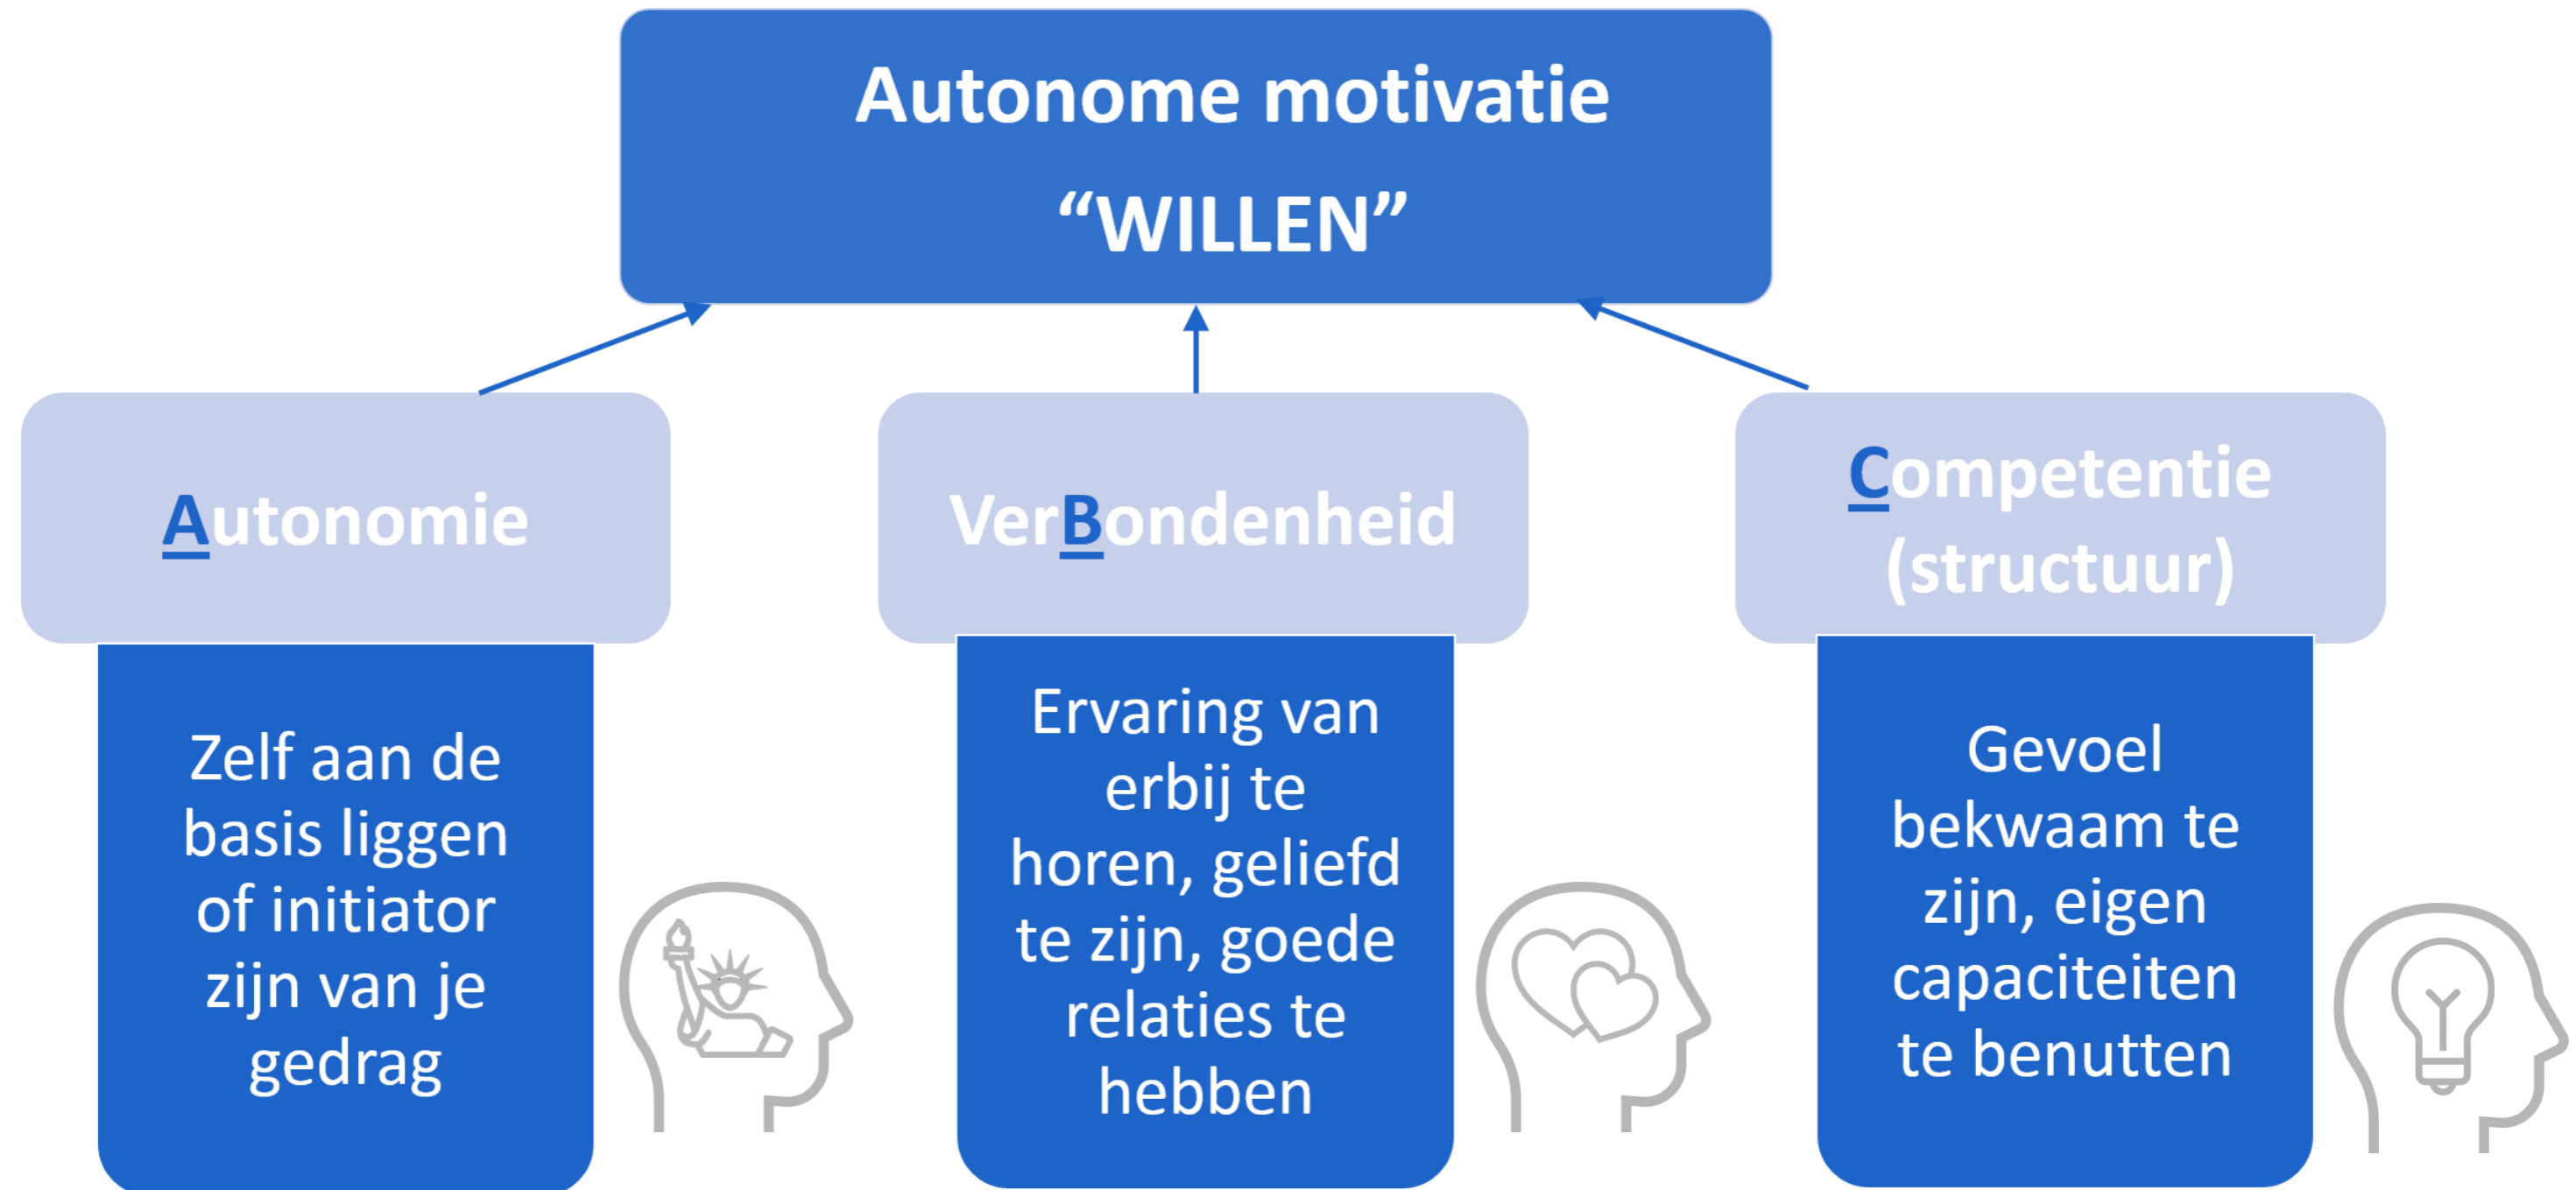 Autonome motivatie
“WILLEN”
Autonomie
VerBondenheid
Competentie
(structuur)
Zelf aan de
basis liggen
of initiator
zijn van je
gedrag
Ervaring van
erbij te
horen, geliefd
te zijn, goede
relaties te
hebben
Gevoel
bekwaam te
zijn, eigen
capaciteiten
te benutten